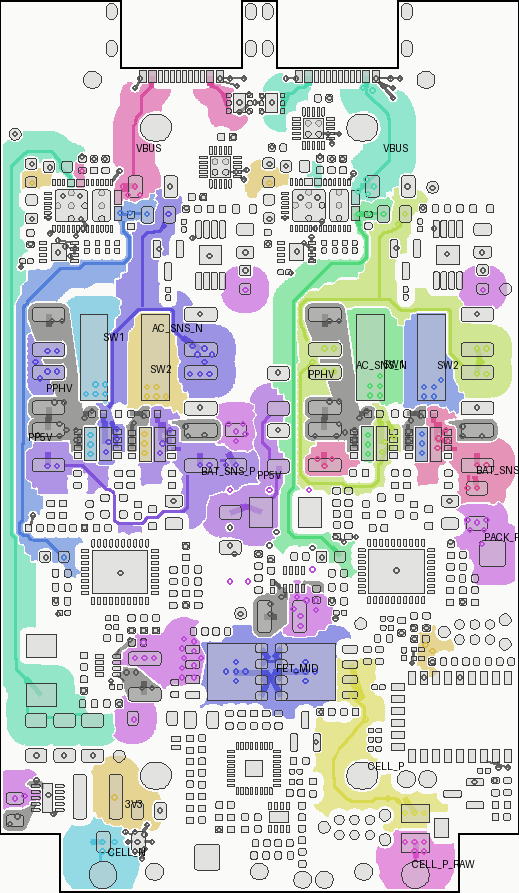 VBUS
VBUS
AC_SNS_N
SW1
SW2
AC_SNS_N
SW1
SW2
PPHV
PPHV
PP5V
BAT_SNS_P
PP5V
BAT_SNS
PACK_P
FET_MID
CELL_P
3V3
CELL_N
CELL_P_RAW